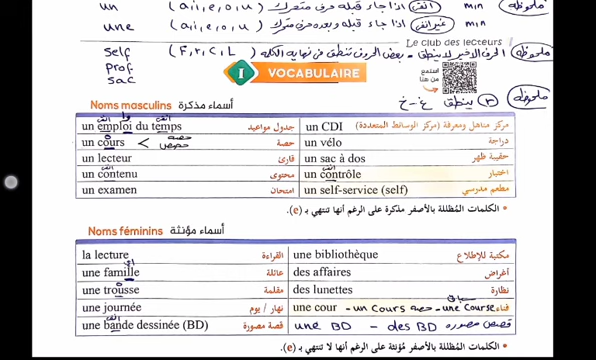 un (a, i, e, o, u) اذا جاء قبله حرف متحرك min ملحوظة
une (a, i, e, o, u) اذا جاء قبله وبعده حرف متحرك min
Le club des lecteurs
self (F, r, C, L) ملحوظة الحرف الاخير لا ينطق - بعض الحروف تنطق في نهاية الكلمة
prof
sac
I VOCABULAIRE
استمع من هنا
ملحوظة r ينطق غ - خ
Noms masculins أسماء مذكرة
un emploi du temps جدول مواعيد
un CDI مركز مناهل ومعرفة (مركز الوسائط المتعددة)
un cours < حصة حصص حصة
un vélo دراجة
un lecteur قارئ
un sac à dos حقيبة ظهر
un contenu محتوى
un contrôle اختبار
un examen امتحان
un self-service (self) مطعم مدرسي
* الكلمات المظللة بالأصفر مذكرة على الرغم أنها تنتهي بـ (e).
Noms féminins أسماء مؤنثة
la lecture القراءة
une bibliothèque مكتبة للإطلاع
une famille عائلة
des affaires أغراض
une trousse مقلمة
des lunettes نظارة
une journée نهار / يوم
une cour - un cours حصة - une course سباق فناء
une bande dessinée (BD) قصة مصورة
une BD - des BD قصص مصورة
* الكلمات المظللة بالأصفر مؤنثة على الرغم أنها لا تنتهي بـ (e).